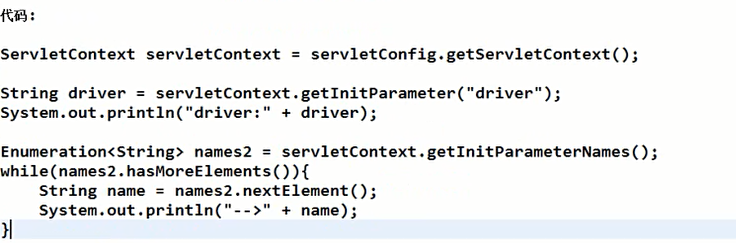 代码:
ServletContext servletContext = servletConfig.getServletContext();
String driver = servletContext.getInitParameter("driver");
System.out.println("driver:" + driver);
Enumeration<String> names2 = servletContext.getInitParameterNames();
while(names2.hasMoreElements()){
    String name = names2.nextElement();
    System.out.println("-->" + name);
}